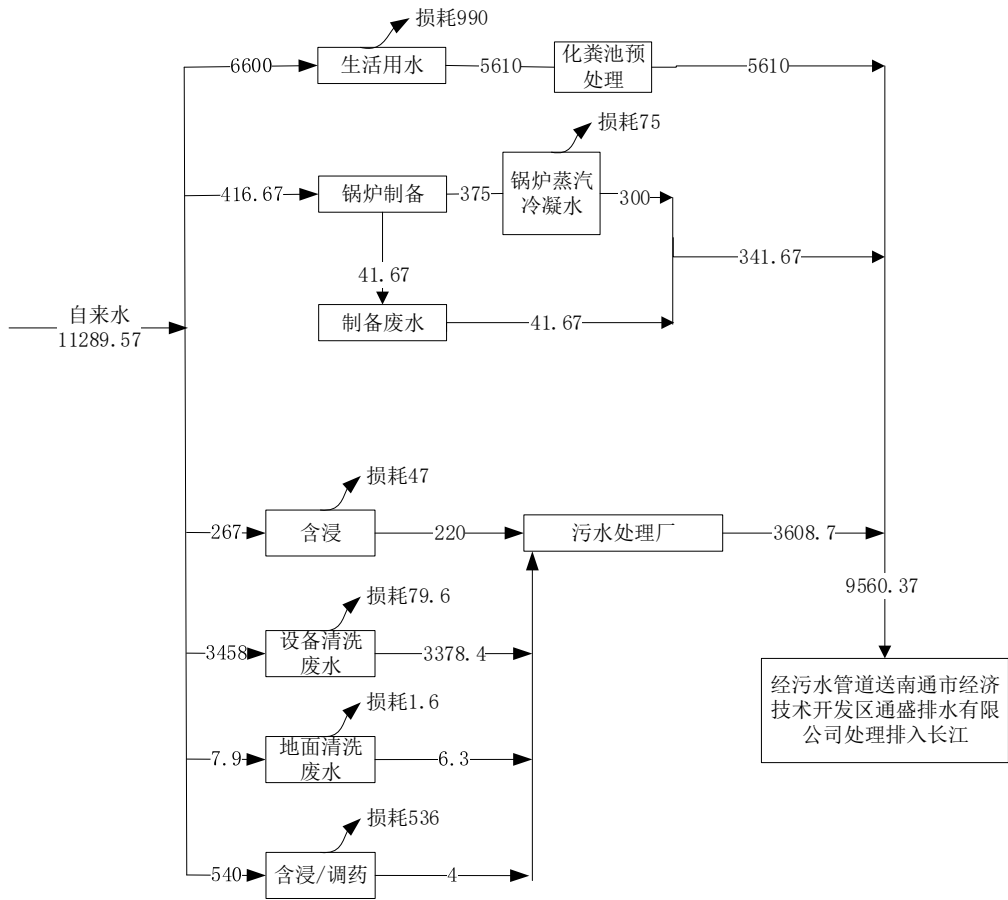 损耗990
6600
生活用水
5610
化粪池预
处理
5610
损耗75
416.67
锅炉制备
375
锅炉蒸汽
冷凝水
300
41.67
341.67
制备废水
41.67
自来水
11289.57
损耗47
267
含浸
220
污水处理厂
3608.7
9560.37
损耗79.6
3458
设备清洗
废水
3378.4
经污水管道送南通市经济
技术开发区通盛排水有限
公司处理排入长江
损耗1.6
7.9
地面清洗
废水
6.3
损耗536
540
含浸/调药
4